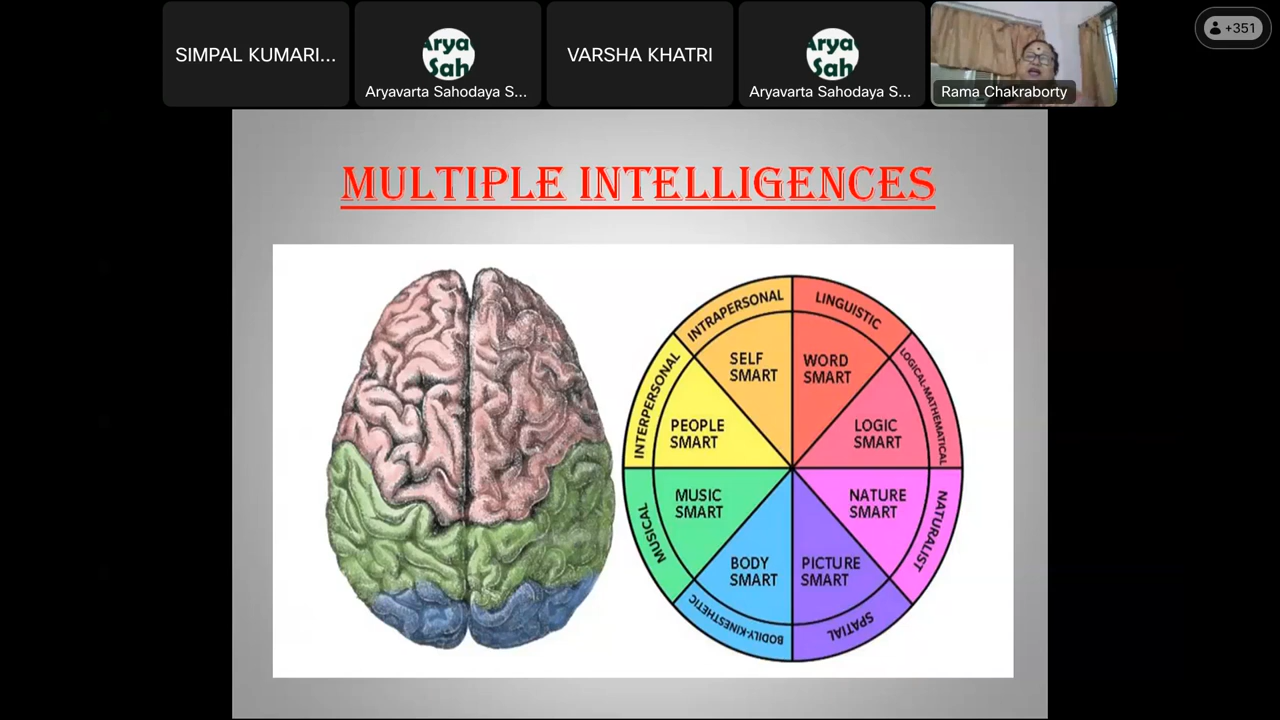 SIMPAL KUMARI...
Arya
Sah
Aryavarta Sahodaya S...
VARSHA KHATRI
Arya
Sah
Aryavarta Sahodaya S...
Rama Chakraborty
+351
MULTIPLE INTELLIGENCES
INTRAPERSONAL
LINGUISTIC
INTERPERSONAL
LOGICAL-MATHEMATICAL
SELF
SMART
WORD
SMART
PEOPLE
SMART
LOGIC
SMART
MUSIC
SMART
NATURE
SMART
MUSICAL
NATURALIST
BODY
SMART
PICTURE
SMART
BODILY-KINESTHETIC
SPATIAL